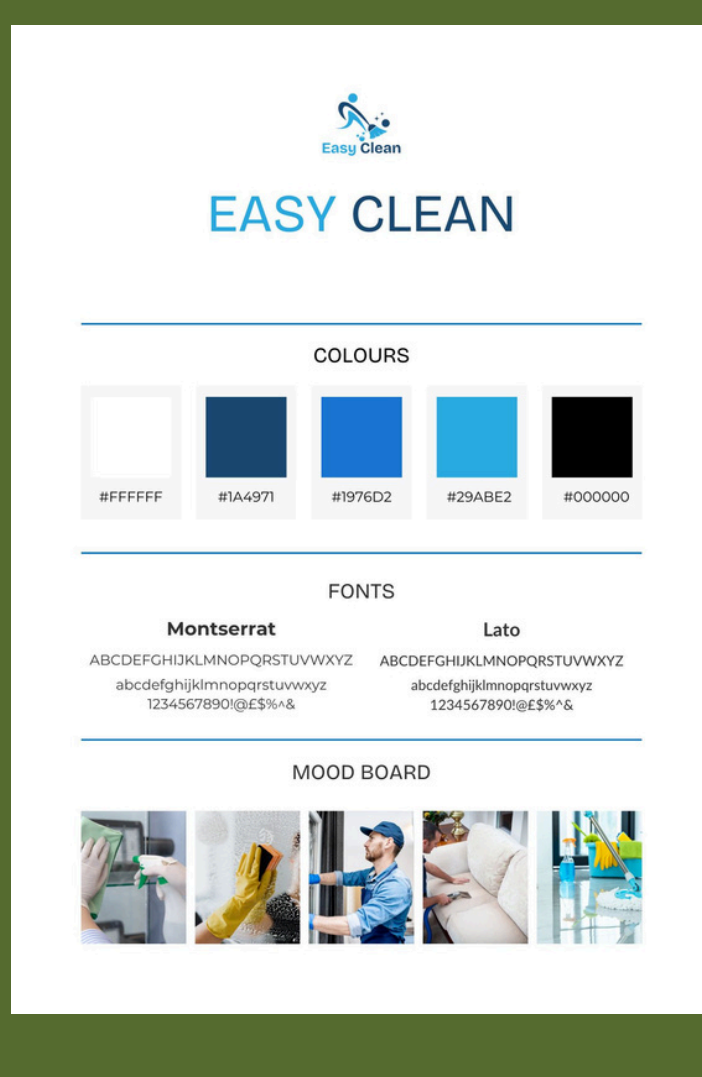 Easy Clean
EASY CLEAN
COLOURS
#FFFFFF #1A4971 #1976D2 #29ABE2 #000000
FONTS
Montserrat
ABCDEFGHIJKLMNOPQRSTUVWXYZ
abcdefghijklmnopqrstuvwxyz
1234567890!@£$%^&
Lato
ABCDEFGHIJKLMNOPQRSTUVWXYZ
abcdefghijklmnopqrstuvwxyz
1234567890!@£$%^&
MOOD BOARD